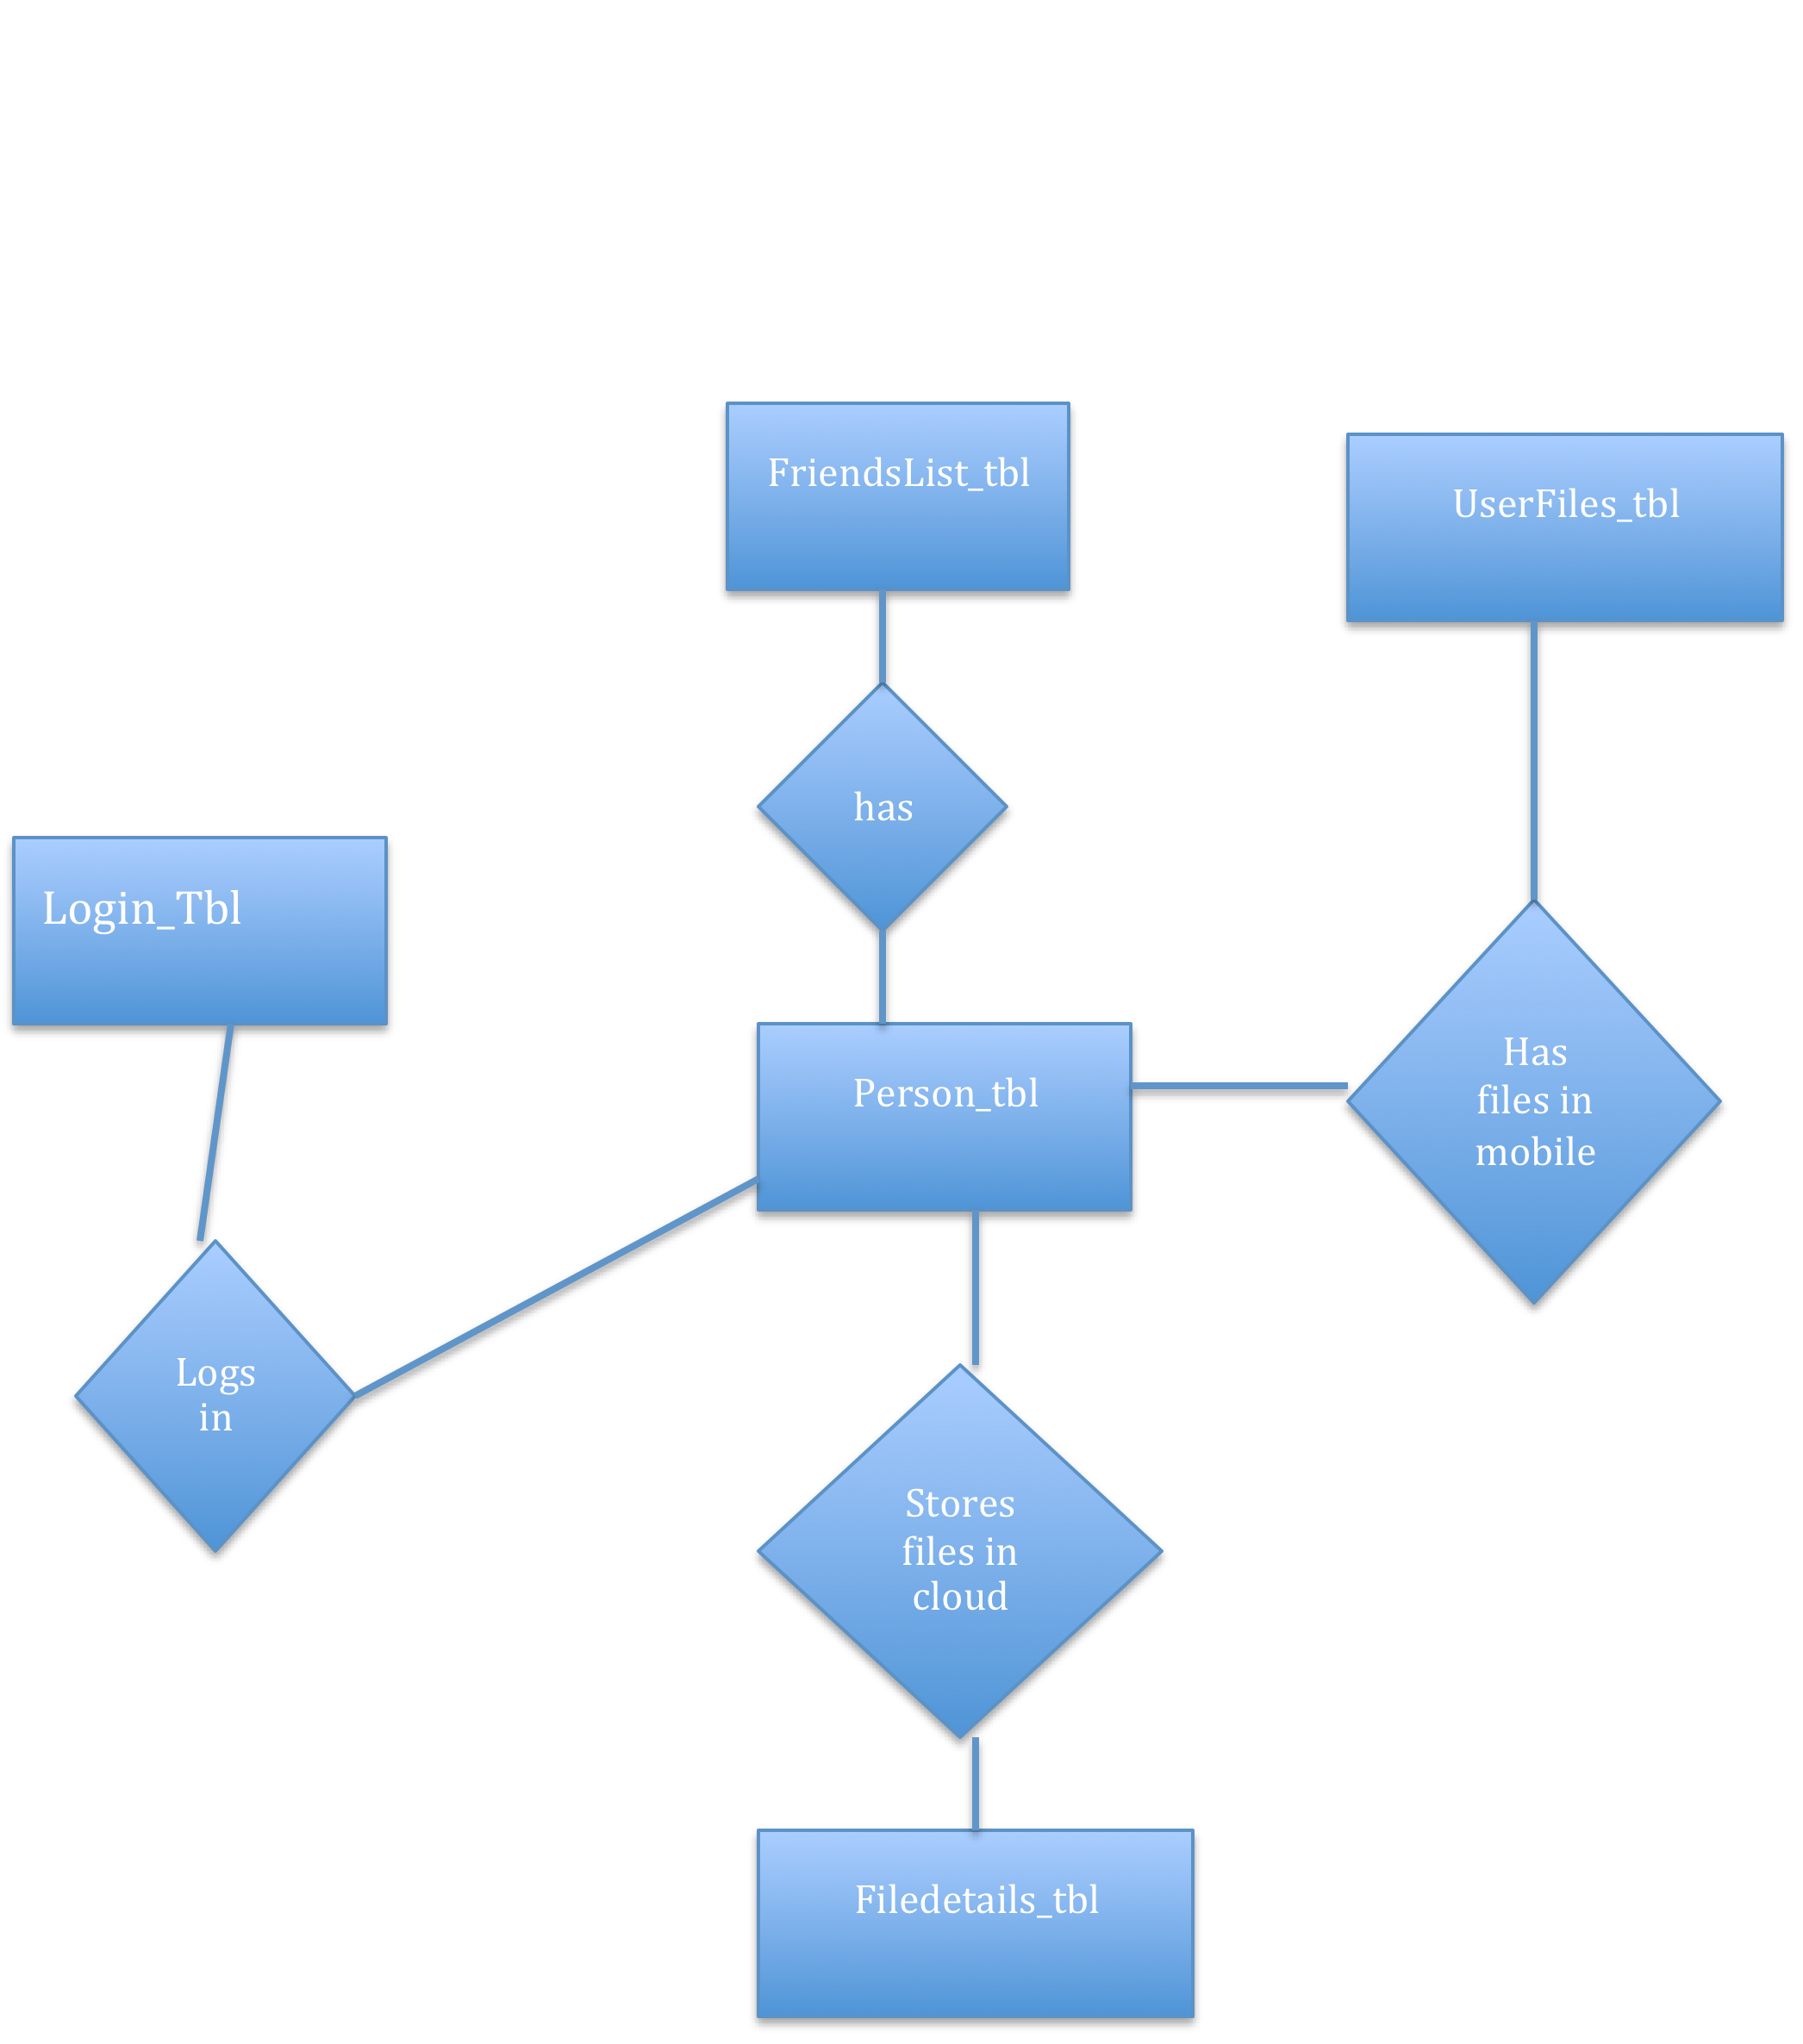 FriendsList_tbl
UserFiles_tbl
has
Login_Tbl
Has
files in
mobile
Person_tbl
Logs
in
Stores
files in
cloud
Filedetails_tbl